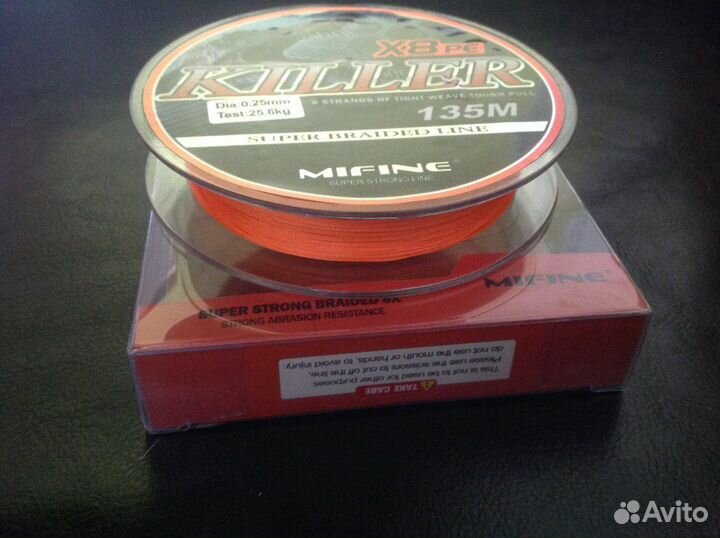 X8PE
KILLER
8 STRANDS OF TIGHT WEAVE TOUGH PULL
Dia:0.25mm
Test:25,6kg
135M
SUPER BRAIDED LINE
MIFINE®
SUPER STRONG LINE
MIFINE
SUPER STRONG BRAIDED 8X
STRONG ABRASION RESISTANCE
TAKE CARE
This is not to be used for other purposes
Please use the scissors to cut off the line,
do not use the mouth or hands, to avoid injury.
Avito